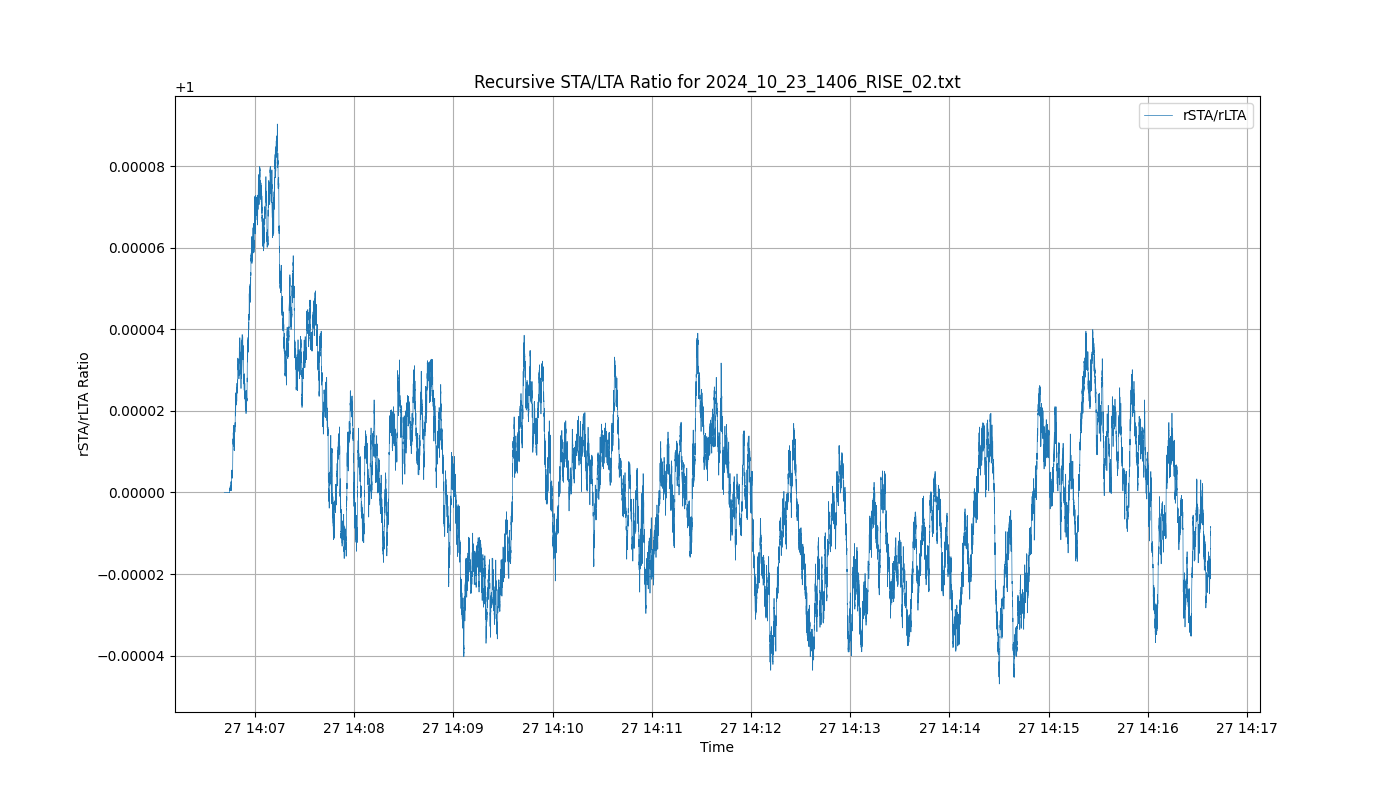 Recursive STA/LTA Ratio for 2024_10_23_1406_RISE_02.txt
+1
rSTA/rLTA
0.00008
0.00006
0.00004
0.00002
0.00000
−0.00002
−0.00004
rSTA/rLTA Ratio
27 14:07 27 14:08 27 14:09 27 14:10 27 14:11 27 14:12 27 14:13 27 14:14 27 14:15 27 14:16 27 14:17
Time